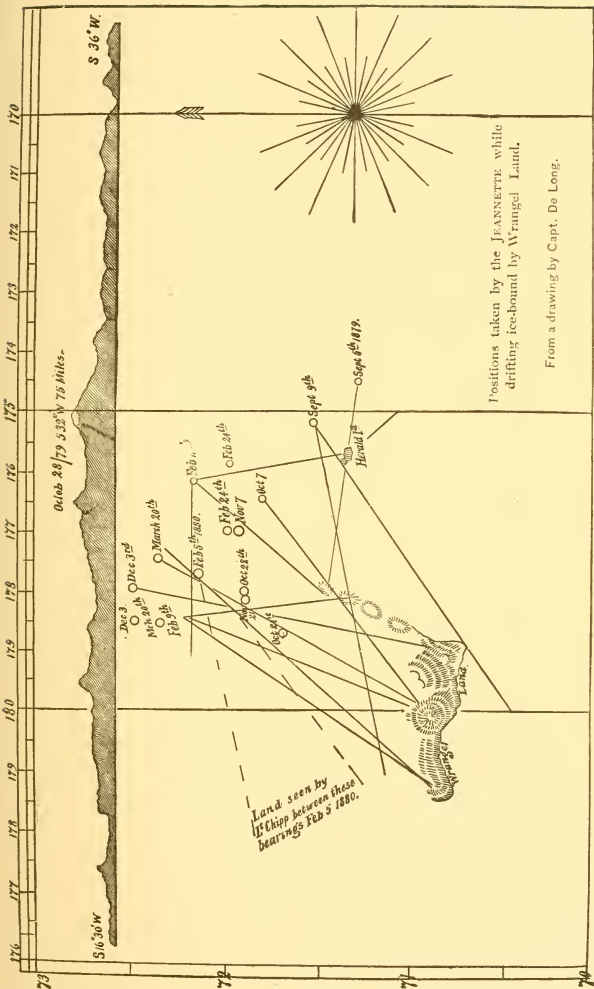 176 177 178 179 180 179 178 177 176 175 174 173 172 171 170
73
72
71
70
S16°30'W
Octob 28/79 S32°W 75 Miles.
S 36° W.
Dec 3
Dec 3rd
Mch 20th
March 20th
Feb 9th
Feb 5th 1880.
Feb 24th
Feb 24th
Nov 7
Oct 28th
Oct 7
Sept 9th
Sept 6th 1879.
Herald Id
Land seen by
Lt Chipp between these
bearings Feb 5 1880.
Wrangel Land
Positions taken by the JEANNETTE while
drifting ice-bound by Wrangel Land.
From a drawing by Capt. De Long.